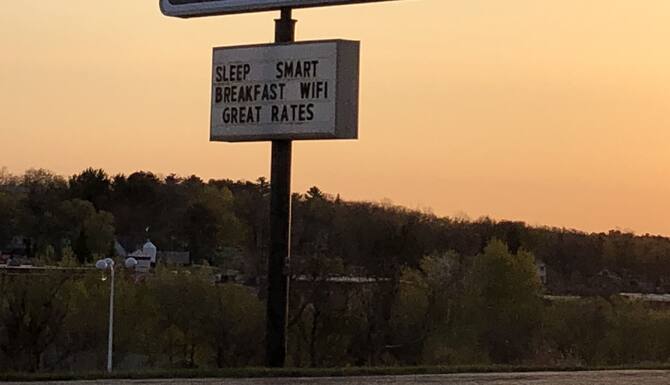 SLEEP SMART
BREAKFAST WIFI
GREAT RATES